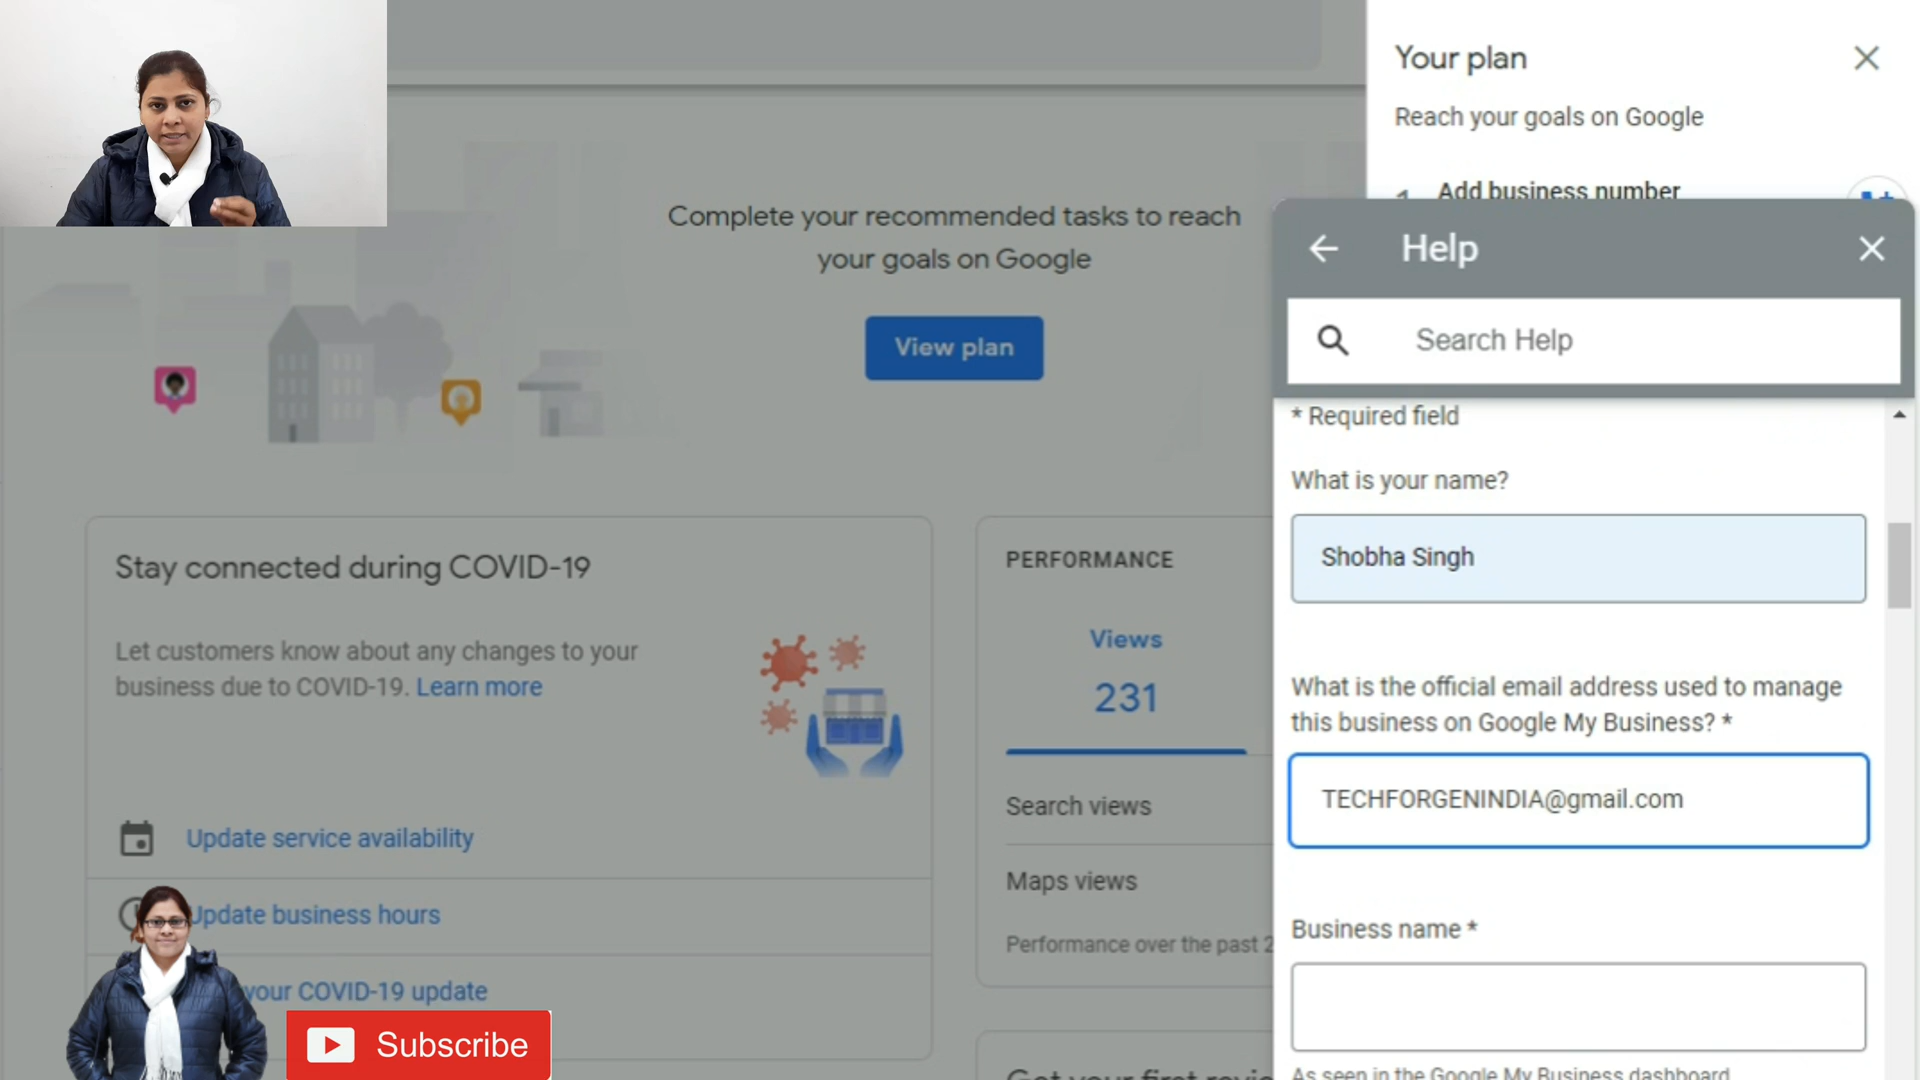 Complete your recommended tasks to reach
your goals on Google
View plan
Stay connected during COVID-19
Let customers know about any changes to your
business due to COVID-19. Learn more
Update service availability
Update business hours
your COVID-19 update
Subscribe
PERFORMANCE
Views
231
Search views
Maps views
Performance over the past 2
Get your first
Your plan
Reach your goals on Google
Add business number
Help
Search Help
* Required field
What is your name?
Shobha Singh
What is the official email address used to manage
this business on Google My Business? *
TECHFORGENINDIA@gmail.com
Business name *
As seen in the Google My Business dashboard